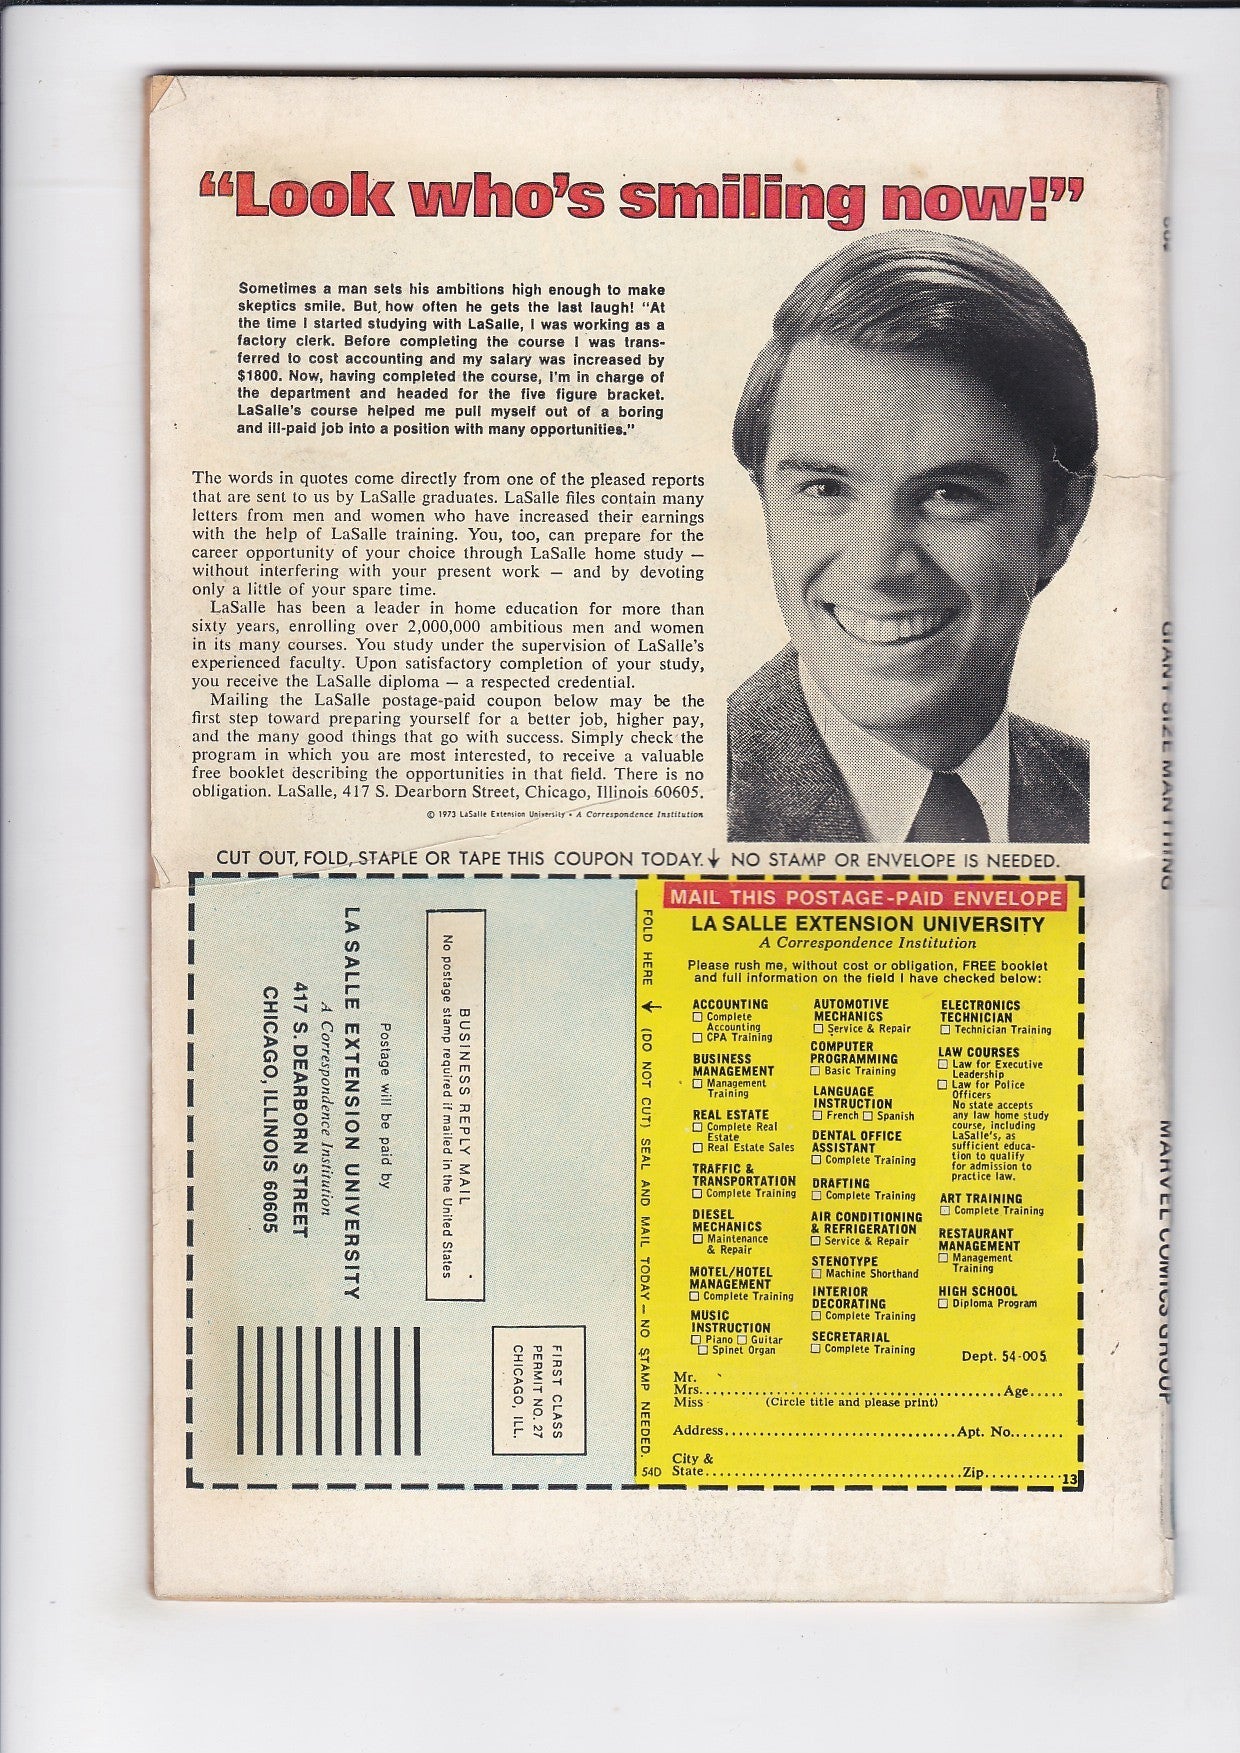 “Look who’s smiling now!”
Sometimes a man sets his ambitions high enough to make
skeptics smile. But how often he gets the last laugh! “At
the time I started studying with LaSalle, I was working as a
factory clerk. Before completing the course I was trans-
ferred to cost accounting and my salary was increased by
$1800. Now, having completed the course, I’m in charge of
the department and headed for the five figure bracket.
LaSalle’s course helped me pull myself out of a boring
and ill-paid job into a position with many opportunities.”
The words in quotes come directly from one of the pleased reports
that are sent to us by LaSalle graduates. LaSalle files contain many
letters from men and women who have increased their earnings
with the help of LaSalle training. You, too, can prepare for the
career opportunity of your choice through LaSalle home study —
without interfering with your present work — and by devoting
only a little of your spare time.
LaSalle has been a leader in home education for more than
sixty years, enrolling over 2,000,000 ambitious men and women
in its many courses. You study under the supervision of LaSalle’s
experienced faculty. Upon satisfactory completion of your study,
you receive the LaSalle diploma — a respected credential.
Mailing the LaSalle postage-paid coupon below may be the
first step toward preparing yourself for a better job, higher pay,
and the many good things that go with success. Simply check the
program in which you are most interested, to receive a valuable
free booklet describing the opportunities in that field. There is no
obligation. LaSalle, 417 S. Dearborn Street, Chicago, Illinois 60605.
© 1973 LaSalle Extension University • A Correspondence Institution
CUT OUT, FOLD, STAPLE OR TAPE THIS COUPON TODAY. ↓ NO STAMP OR ENVELOPE IS NEEDED.
FIRST CLASS
PERMIT NO. 27
CHICAGO, ILL.
BUSINESS REPLY MAIL
No postage stamp required if mailed in the United States
Postage will be paid by
LA SALLE EXTENSION UNIVERSITY
A Correspondence Institution
417 S. DEARBORN STREET
CHICAGO, ILLINOIS 60605
FOLD HERE ↓ (DO NOT CUT) SEAL AND MAIL TODAY — NO STAMP NEEDED.
54D
MAIL THIS POSTAGE-PAID ENVELOPE
LA SALLE EXTENSION UNIVERSITY
A Correspondence Institution
Please rush me, without cost or obligation, FREE booklet
and full information on the field I have checked below:
ACCOUNTING
☐ Complete
Accounting
☐ CPA Training
BUSINESS
MANAGEMENT
☐ Management
Training
REAL ESTATE
☐ Complete Real
Estate
☐ Real Estate Sales
TRAFFIC &
TRANSPORTATION
☐ Complete Training
DIESEL
MECHANICS
☐ Maintenance
& Repair
MOTEL/HOTEL
MANAGEMENT
☐ Complete Training
MUSIC
INSTRUCTION
☐ Piano ☐ Guitar
☐ Spinet Organ
AUTOMOTIVE
MECHANICS
☐ Service & Repair
COMPUTER
PROGRAMMING
☐ Basic Training
LANGUAGE
INSTRUCTION
☐ French ☐ Spanish
DENTAL OFFICE
ASSISTANT
☐ Complete Training
DRAFTING
☐ Complete Training
AIR CONDITIONING
& REFRIGERATION
☐ Service & Repair
STENOTYPE
☐ Machine Shorthand
INTERIOR
DECORATING
☐ Complete Training
SECRETARIAL
☐ Complete Training
ELECTRONICS
TECHNICIAN
☐ Technician Training
LAW COURSES
☐ Law for Executive
Leadership
☐ Law for Police
Officers
No state accepts
any law home study
course, including
LaSalle’s, as
sufficient educa-
tion to qualify
for admission to
practice law.
ART TRAINING
☐ Complete Training
RESTAURANT
MANAGEMENT
☐ Management
Training
HIGH SCHOOL
☐ Diploma Program
Dept. 54-005
Mr.
Mrs. Age
Miss (Circle title and please print)
Address Apt. No.
City &
State Zip
13
GIANT-SIZE MAN-THING
MARVEL COMICS GROUP